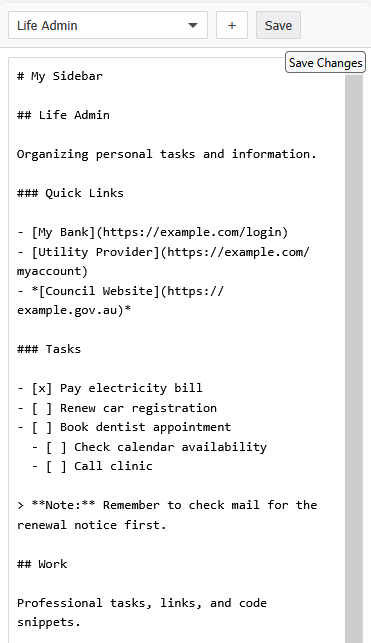 Life Admin
+
Save
Save Changes
# My Sidebar
## Life Admin
Organizing personal tasks and information.
### Quick Links
- [My Bank](https://example.com/login)
- [Utility Provider](https://example.com/
myaccount)
- *[Council Website](https://
example.gov.au)*
### Tasks
- [x] Pay electricity bill
- [ ] Renew car registration
- [ ] Book dentist appointment
  - [ ] Check calendar availability
  - [ ] Call clinic
> **Note:** Remember to check mail for the
renewal notice first.
## Work
Professional tasks, links, and code
snippets.